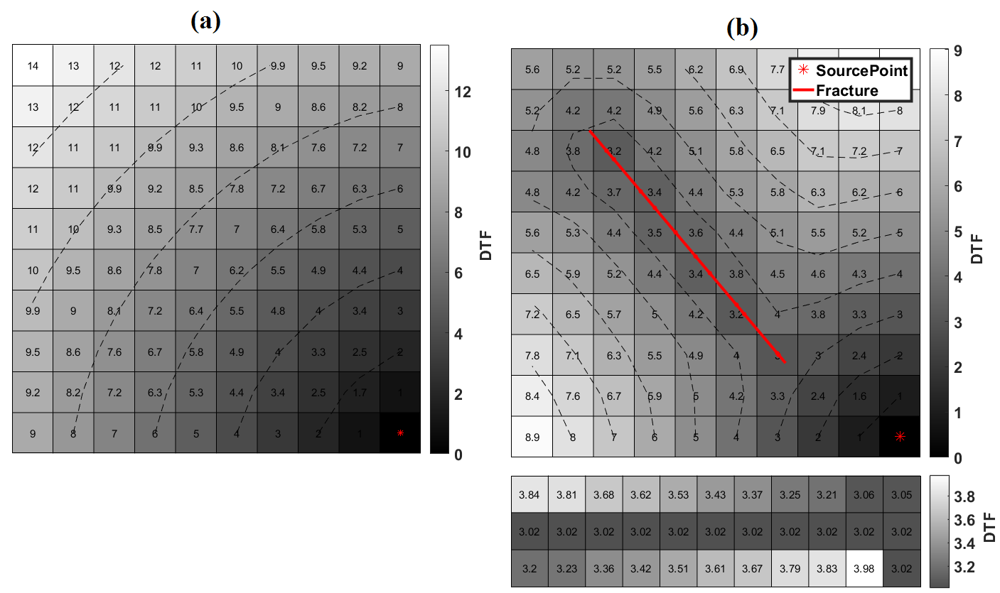 (a)
14 13 12 12 11 10 9.9 9.5 9.2 9
13 12 11 11 10 9.5 9 8.6 8.2 8
12 11 11 9.9 9.3 8.6 8.1 7.6 7.2 7
12 11 9.9 9.2 8.5 7.8 7.2 6.7 6.3 6
11 10 9.3 8.5 7.7 7 6.4 5.8 5.3 5
10 9.5 8.6 7.8 7 6.2 5.5 4.9 4.4 4
9.9 9 8.1 7.2 6.4 5.5 4.8 4 3.4 3
9.5 8.6 7.6 6.7 5.8 4.9 4 3.3 2.5 2
9.2 8.2 7.2 6.3 5.3 4.4 3.4 2.5 1.7 1
9 8 7 6 5 4 3 2 1
12
10
8
6
4
2
0
DTF
(b)
5.6 5.2 5.2 5.5 6.2 6.9 7.7
SourcePoint
Fracture
5.2 4.2 4.2 4.9 5.6 6.3 7.1 7.9 8.1 8
4.8 3.8 3.2 4.2 5.1 5.8 6.5 7.1 7.2 7
4.8 4.2 3.7 3.4 4.4 5.3 5.8 6.3 6.2 6
5.6 5.3 4.4 3.5 3.6 4.4 5.1 5.5 5.2 5
6.5 5.9 5.2 4.4 3.4 3.8 4.5 4.6 4.3 4
7.2 6.5 5.7 5 4.2 3.2 4 3.8 3.3 3
7.8 7.1 6.3 5.5 4.9 4 3 3 2.4 2
8.4 7.6 6.7 5.9 5 4.2 3.3 2.4 1.6 1
8.9 8 7 6 5 4 3 2 1
9
8
7
6
5
4
3
2
1
0
DTF
3.84 3.81 3.68 3.62 3.53 3.43 3.37 3.25 3.21 3.06 3.05
3.02 3.02 3.02 3.02 3.02 3.02 3.02 3.02 3.02 3.02 3.02
3.2 3.23 3.36 3.42 3.51 3.61 3.67 3.79 3.83 3.98 3.02
3.8
3.6
3.4
3.2
DTF